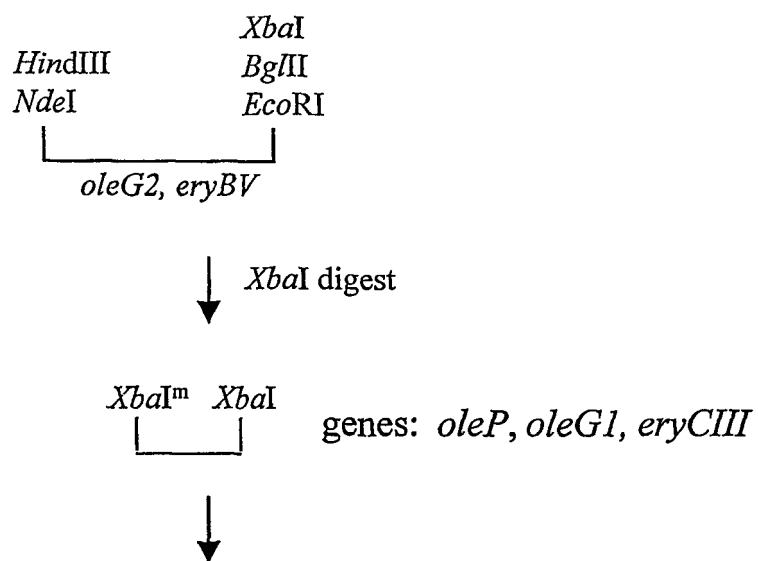 HindIII
NdeI
XbaI
BglII
EcoRI
oleG2, eryBV
XbaI digest
XbaIᵐ XbaI
genes: oleP, oleG1, eryCIII